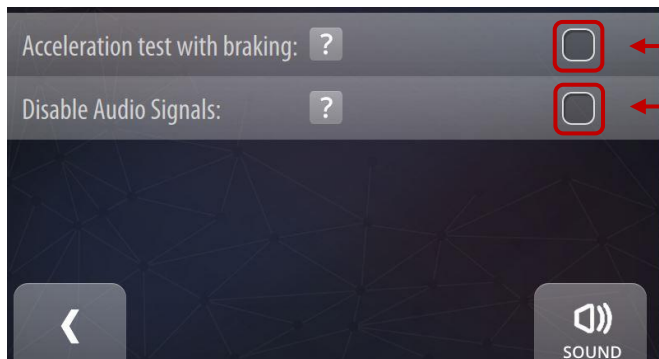 Acceleration test with braking: ?
Disable Audio Signals: ?
SOUND